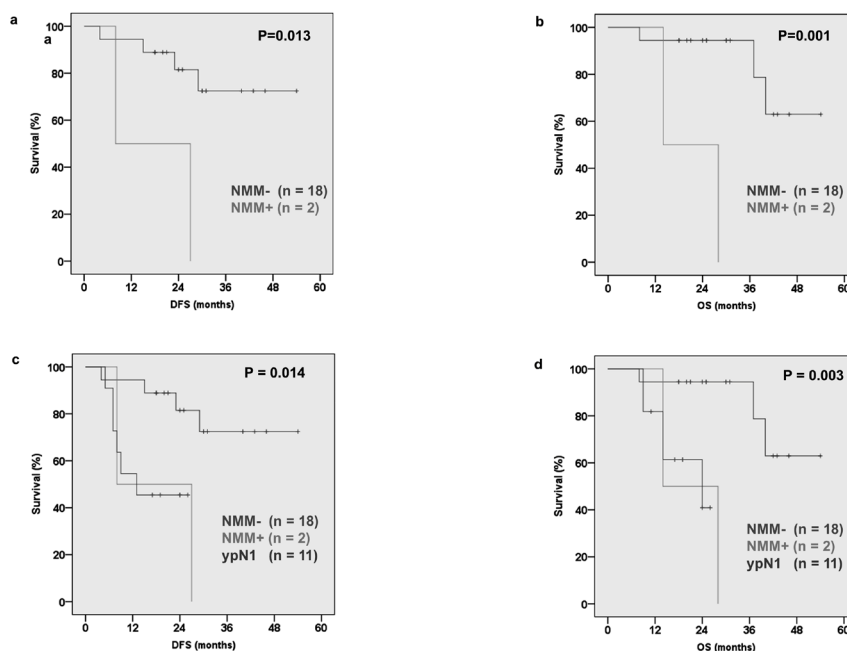 a
a
P=0.013
100
80
60
40
20
0
Survival (%)
NMM- (n = 18)
NMM+ (n = 2)
0 12 24 36 48 60
DFS (months)
b
P=0.001
100
80
60
40
20
0
Survival (%)
NMM- (n = 18)
NMM+ (n = 2)
0 12 24 36 48 60
OS (months)
c
P = 0.014
100
80
60
40
20
0
Survival (%)
NMM- (n = 18)
NMM+ (n = 2)
ypN1 (n = 11)
0 12 24 36 48 60
DFS (months)
d
P = 0.003
100
80
60
40
20
0
Survival (%)
NMM- (n = 18)
NMM+ (n = 2)
ypN1 (n = 11)
0 12 24 36 48 60
OS (months)